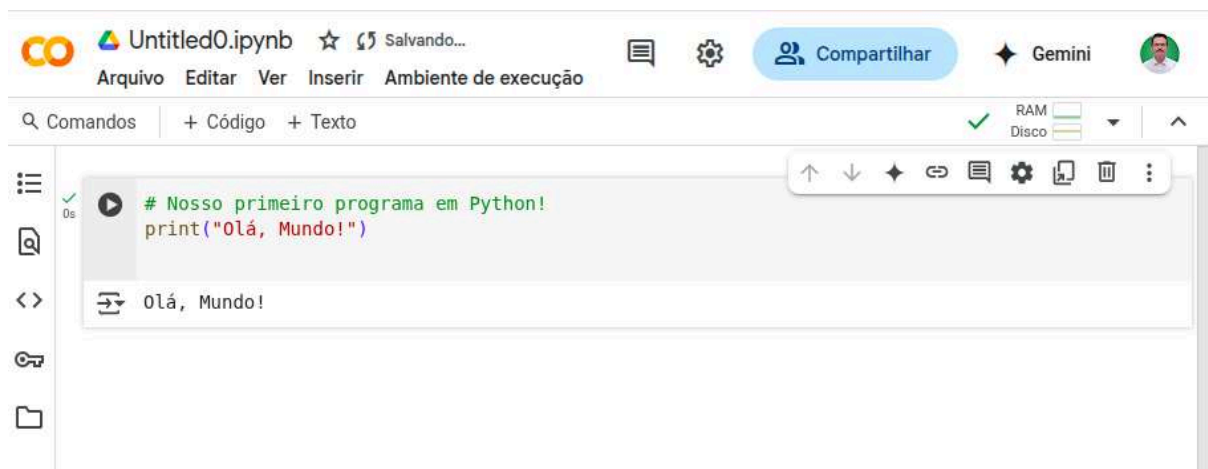 CO Untitled0.ipynb Salvando...
Arquivo Editar Ver Inserir Ambiente de execução
Compartilhar
Gemini
Comandos + Código + Texto
RAM
Disco
0s
# Nosso primeiro programa em Python!
print("Olá, Mundo!")
Olá, Mundo!